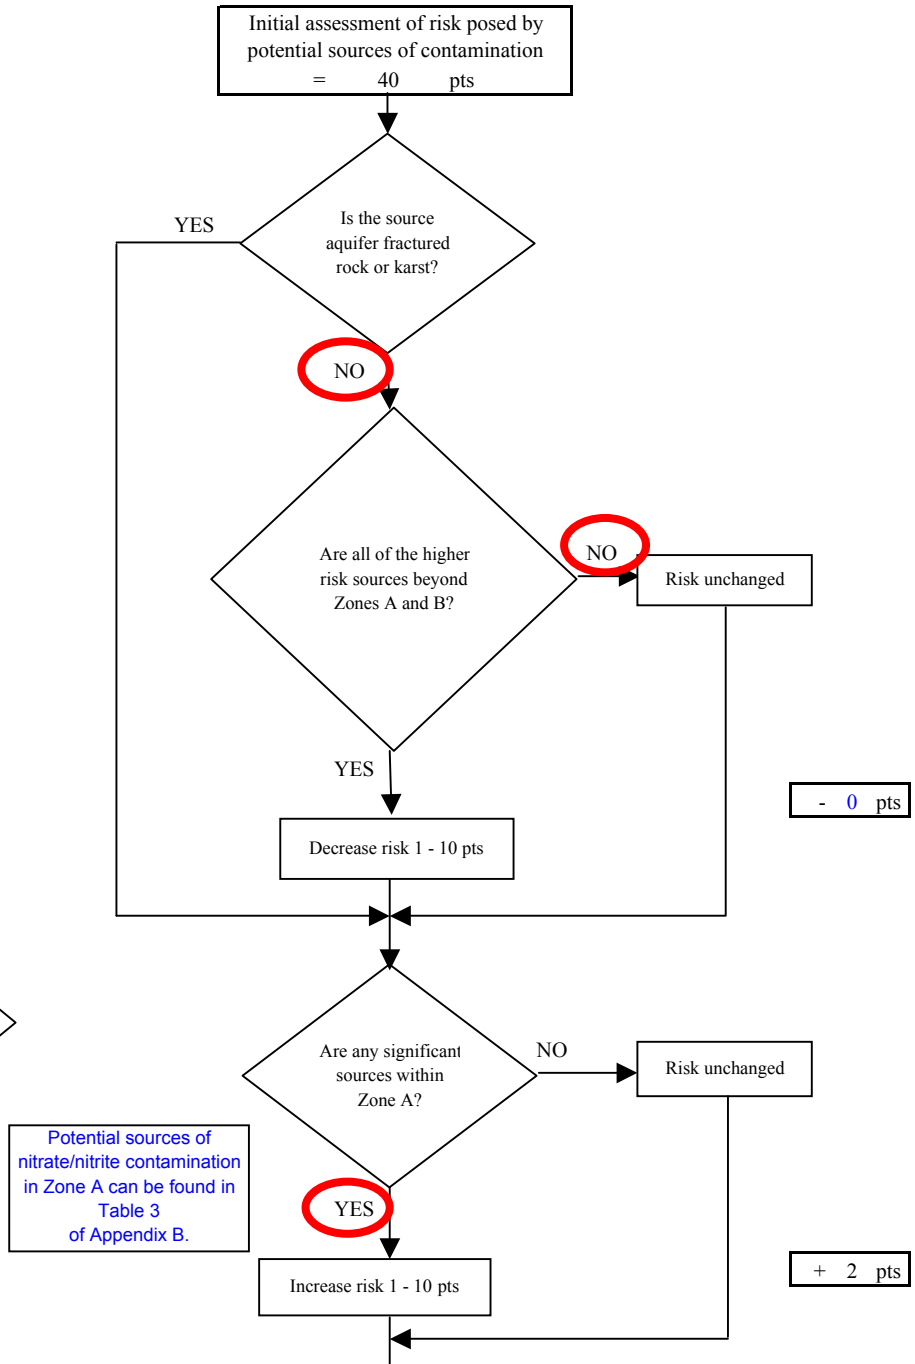 Initial assessment of risk posed by
potential sources of contamination
= 40 pts
Is the source
aquifer fractured
rock or karst?
YES
NO
Are all of the higher
risk sources beyond
Zones A and B?
NO
Risk unchanged
YES
- 0 pts
Decrease risk 1 - 10 pts
Are any significant
sources within
Zone A?
NO
Risk unchanged
Potential sources of
nitrate/nitrite contamination
in Zone A can be found in
Table 3
of Appendix B.
YES
+ 2 pts
Increase risk 1 - 10 pts